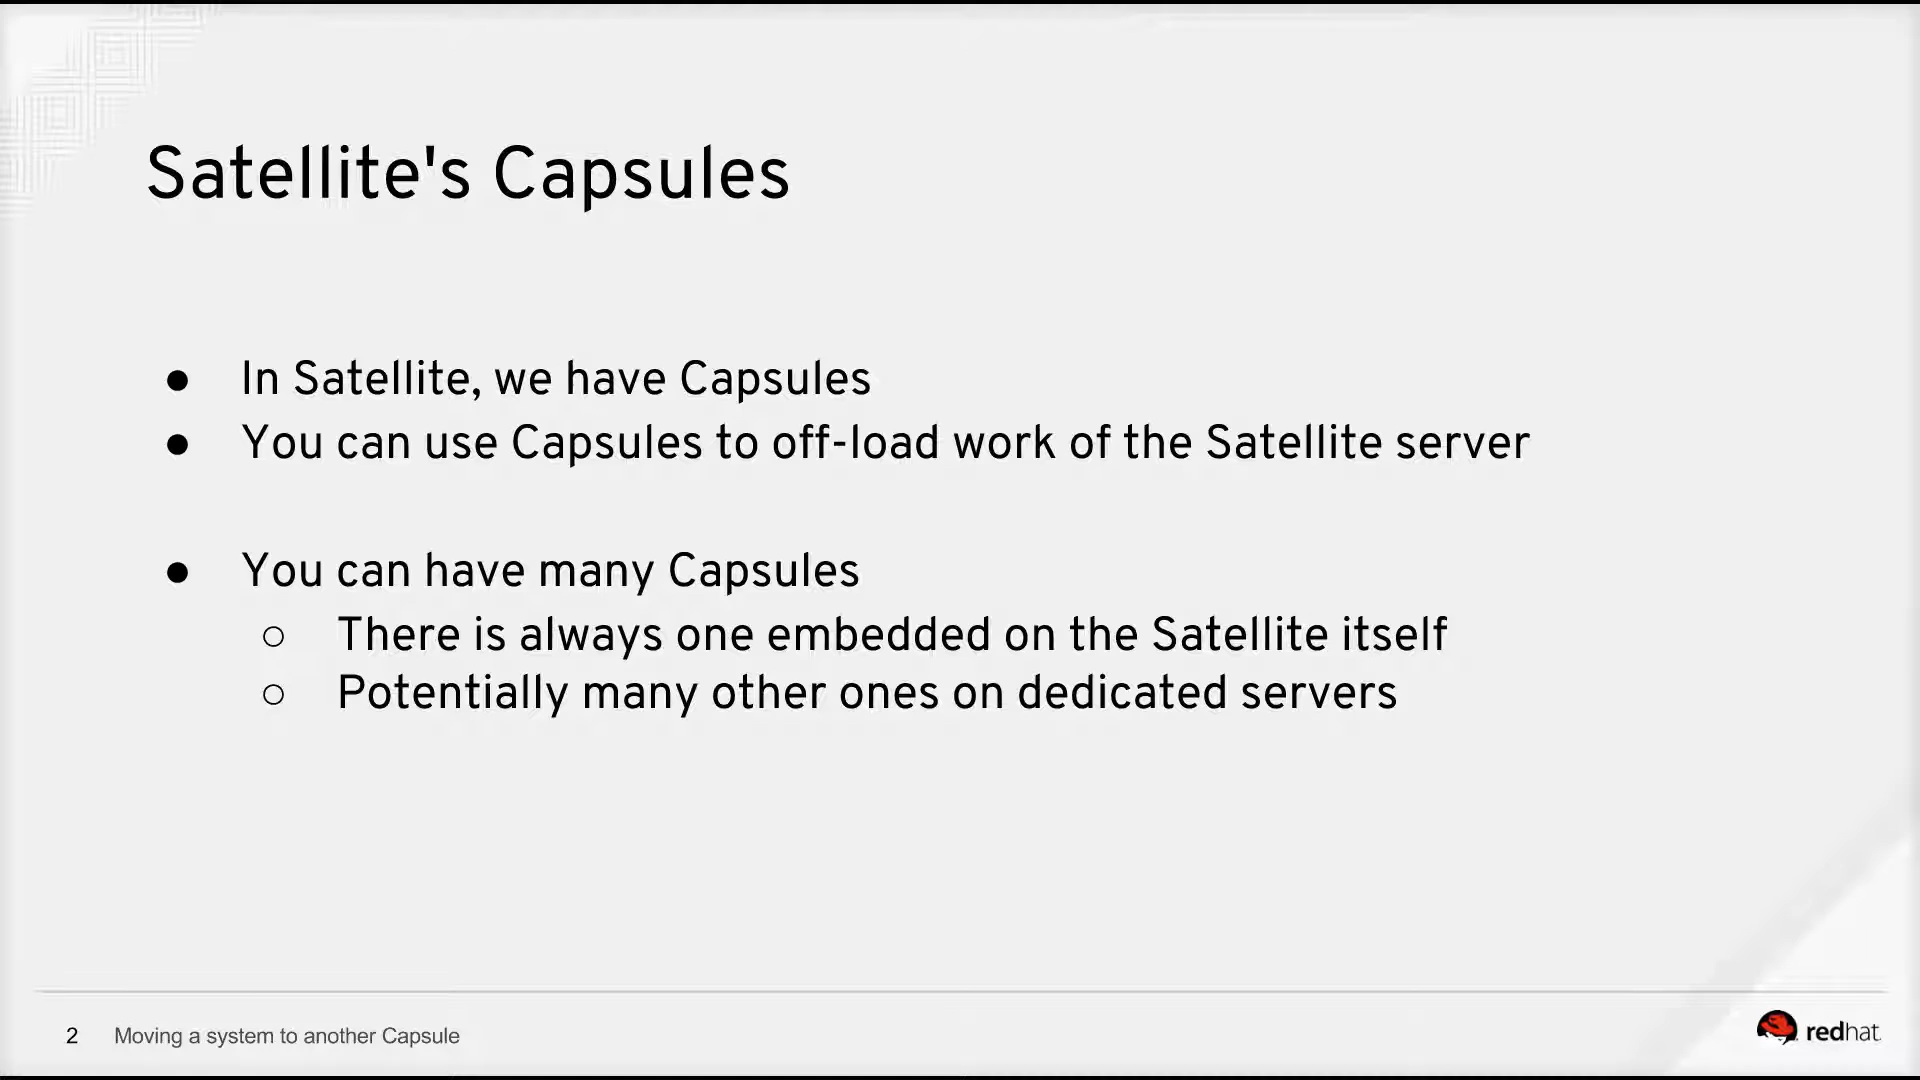 Satellite's Capsules
● In Satellite, we have Capsules
● You can use Capsules to off-load work of the Satellite server
● You can have many Capsules
○ There is always one embedded on the Satellite itself
○ Potentially many other ones on dedicated servers
2 Moving a system to another Capsule
redhat.